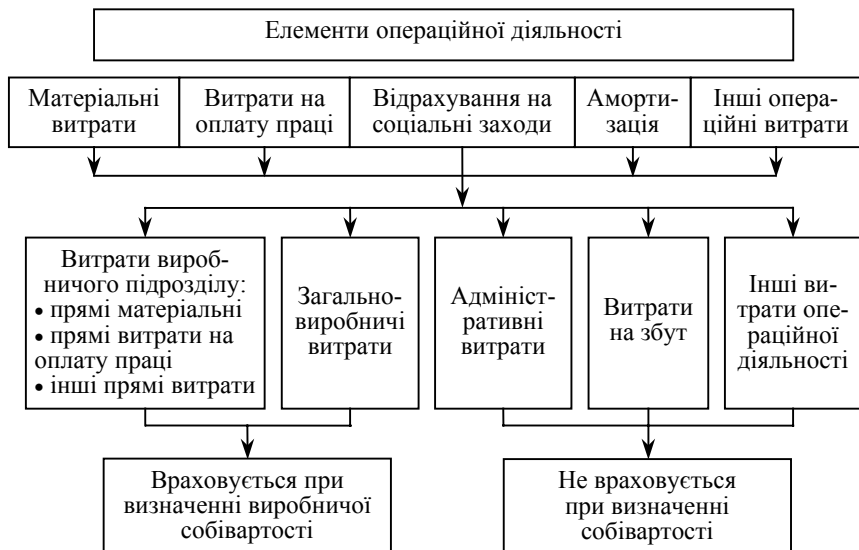 Елементи операційної діяльності
Матеріальні
витрати
Витрати на
оплату праці
Відрахування на
соціальні заходи
Аморти-
зація
Інші опера-
ційні витрати
Витрати вироб-
ничого підрозділу:
• прямі матеріальні
• прямі витрати на
оплату праці
• інші прямі витрати
Загально-
виробничі
витрати
Адмініст-
ративні
витрати
Витрати
на збут
Інші ви-
трати опе-
раційної
діяльності
Враховується при
визначенні виробничої
собівартості
Не враховується
при визначенні
собівартості